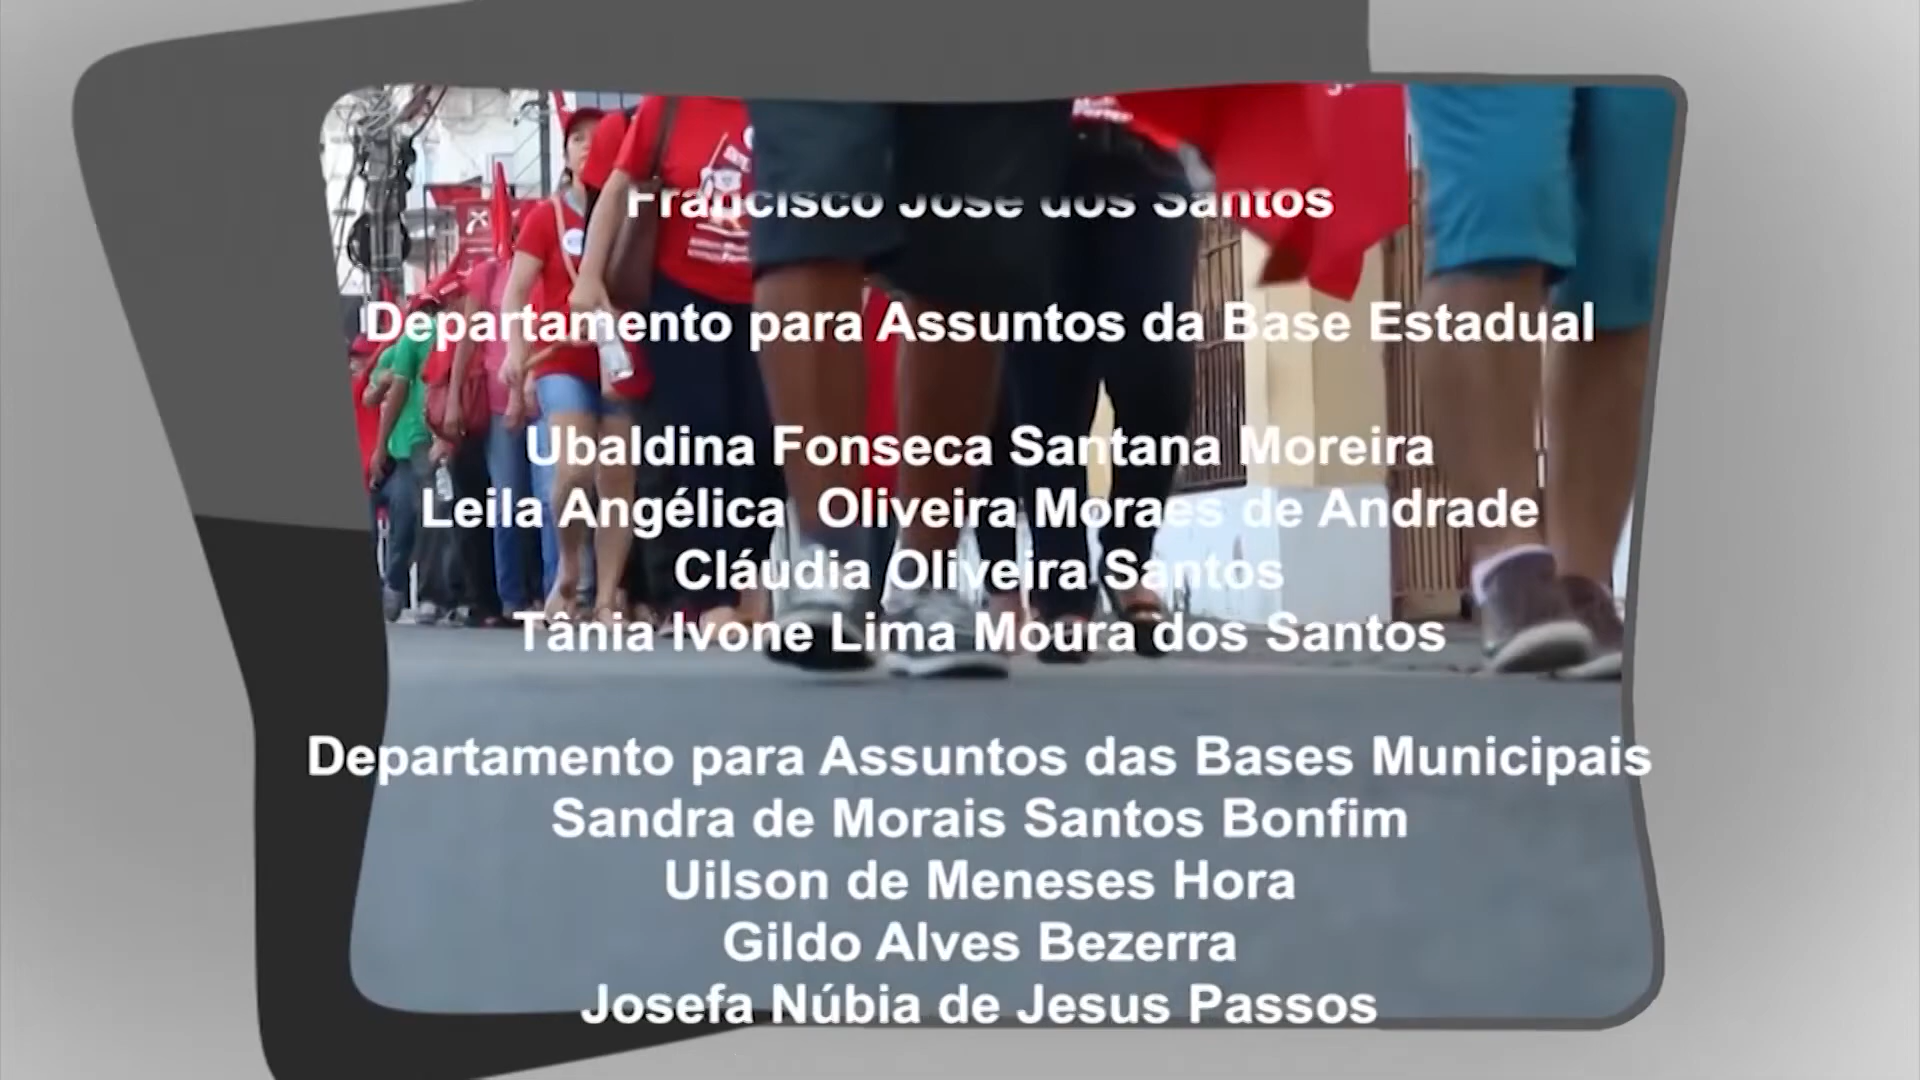 Francisco José dos Santos
Departamento para Assuntos da Base Estadual
Ubaldina Fonseca Santana Moreira
Leila Angélica Oliveira Moraes de Andrade
Cláudia Oliveira Santos
Tânia Ivone Lima Moura dos Santos
Departamento para Assuntos das Bases Municipais
Sandra de Morais Santos Bonfim
Uilson de Meneses Hora
Gildo Alves Bezerra
Josefa Núbia de Jesus Passos